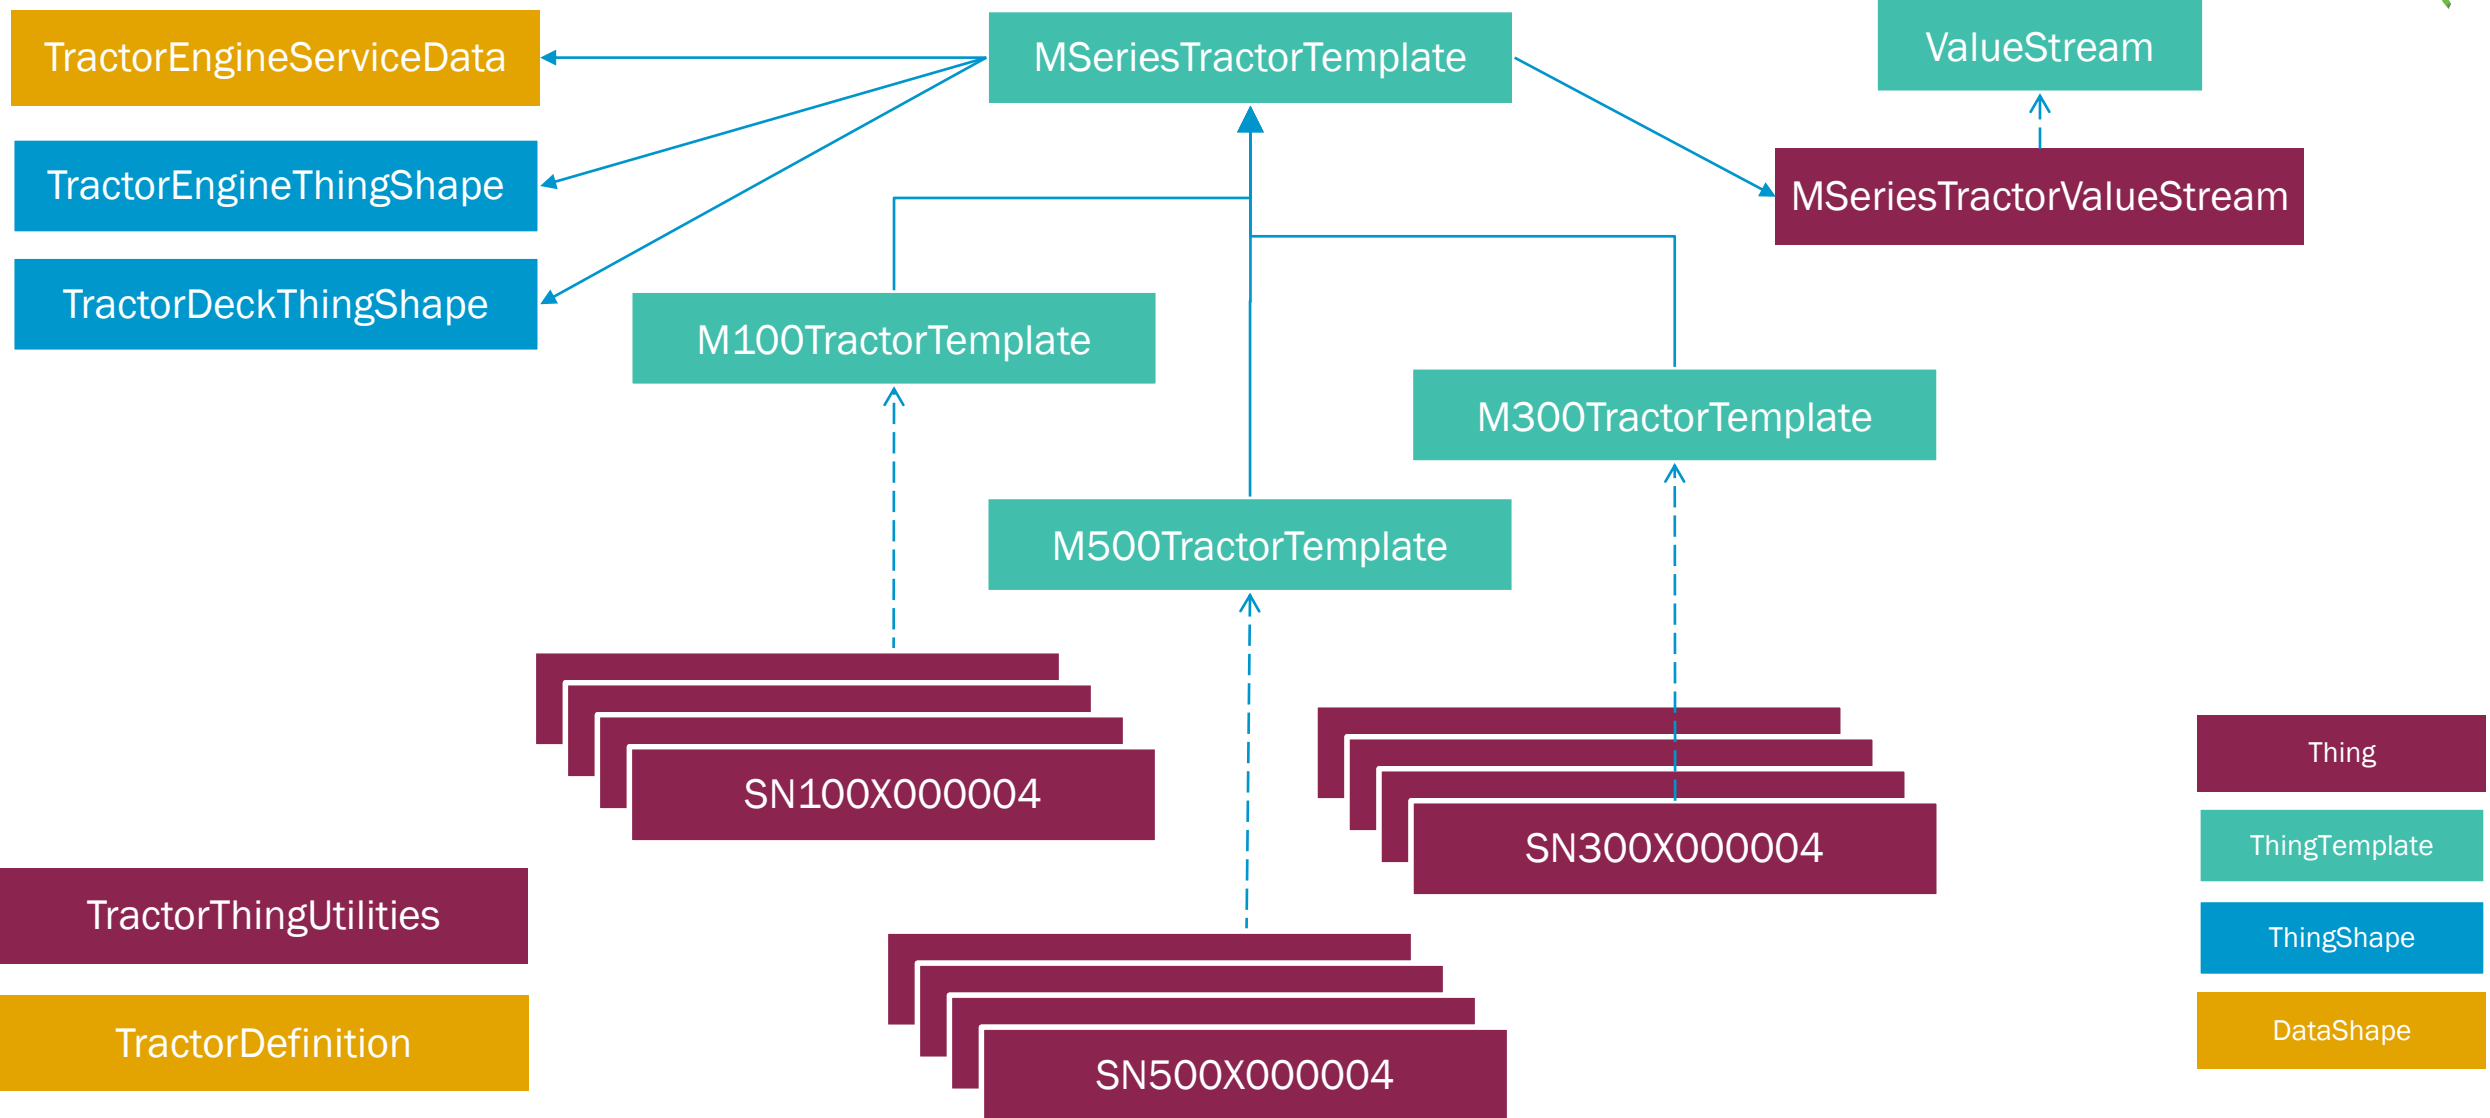 TractorEngineServiceData
MSeriesTractorTemplate
ValueStream
TractorEngineThingShape
MSeriesTractorValueStream
TractorDeckThingShape
M100TractorTemplate
M300TractorTemplate
M500TractorTemplate
SN100X000004
SN300X000004
SN500X000004
TractorThingUtilities
TractorDefinition
Thing
ThingTemplate
ThingShape
DataShape